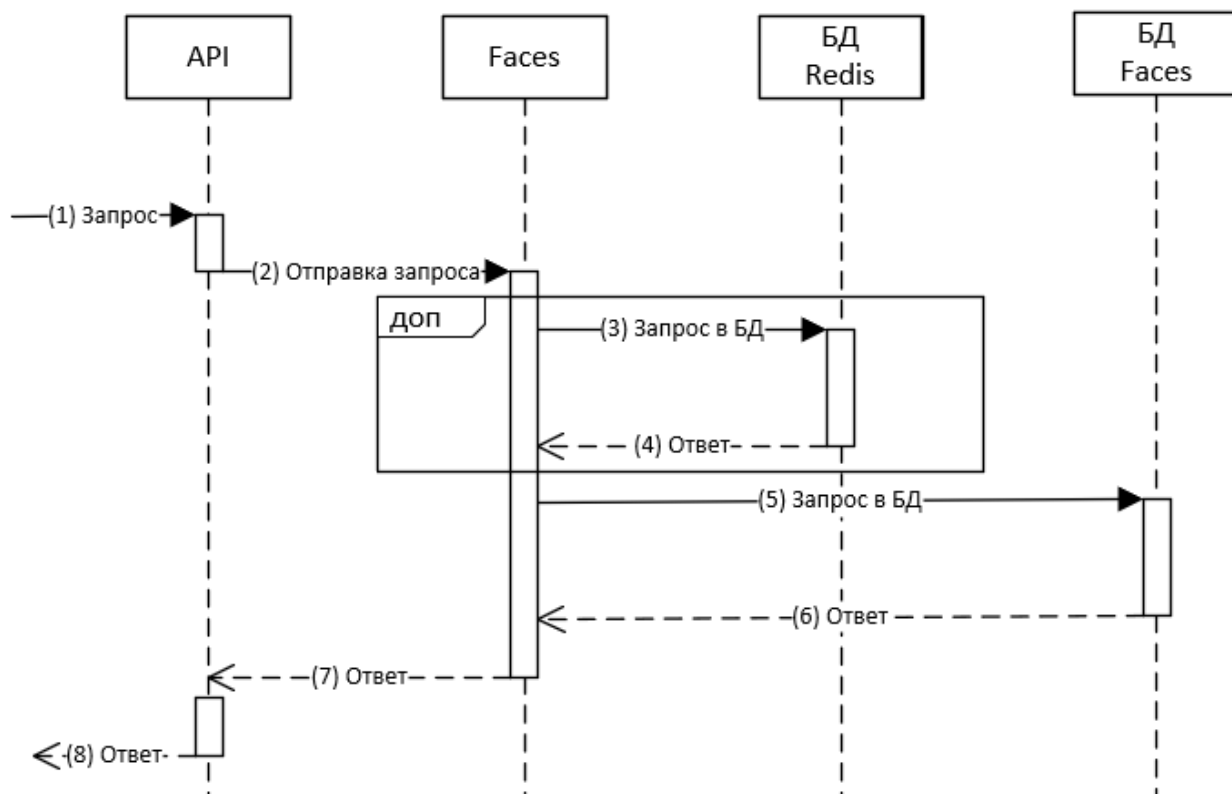 API
Faces
БД
Redis
БД
Faces
(1) Запрос
(2) Отправка запроса
доп
(3) Запрос в БД
(4) Ответ
(5) Запрос в БД
(6) Ответ
(7) Ответ
(8) Ответ